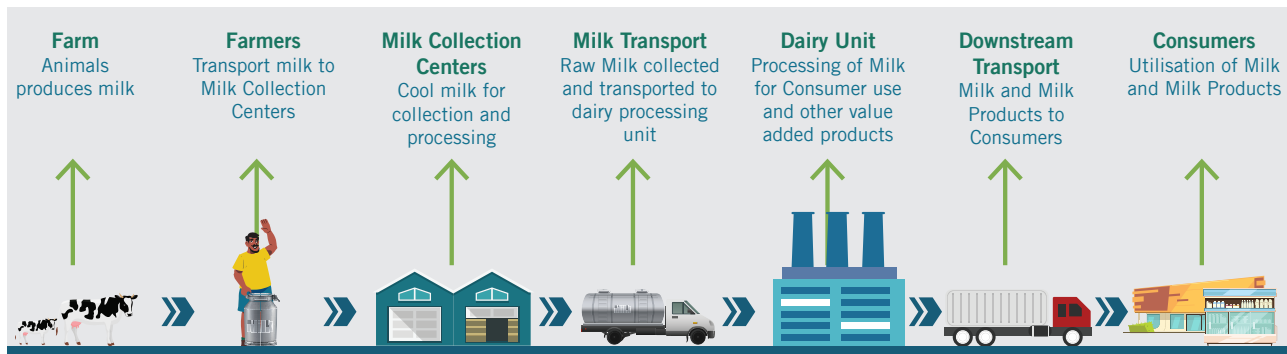 Farm
Animals
produces milk
Farmers
Transport milk to
Milk Collection
Centers
Milk Collection
Centers
Cool milk for
collection and
processing
Milk Transport
Raw Milk collected
and transported to
dairy processing
unit
Dairy Unit
Processing of Milk
for Consumer use
and other value
added products
Downstream
Transport
Milk and Milk
Products to
Consumers
Consumers
Utilisation of Milk
and Milk Products